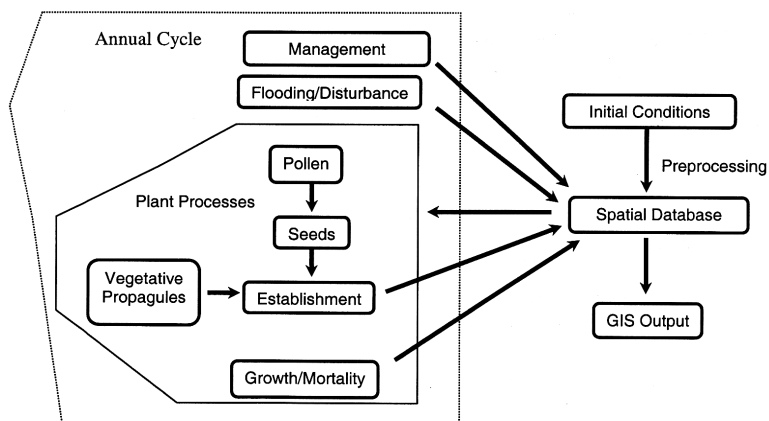 Annual Cycle
Management
Flooding/Disturbance
Initial Conditions
Preprocessing
Pollen
Plant Processes
Spatial Database
Seeds
Vegetative
Propagules
Establishment
GIS Output
Growth/Mortality